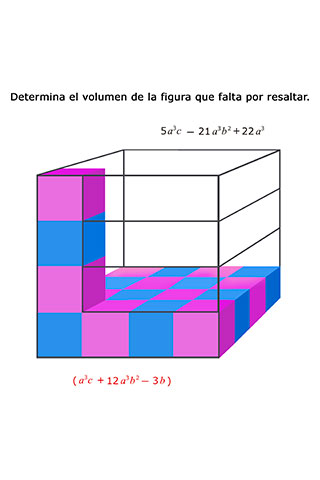 Determina el volumen de la figura que falta por resaltar.
5a³c − 21a³b² + 22a³
(a³c + 12a³b² − 3b)